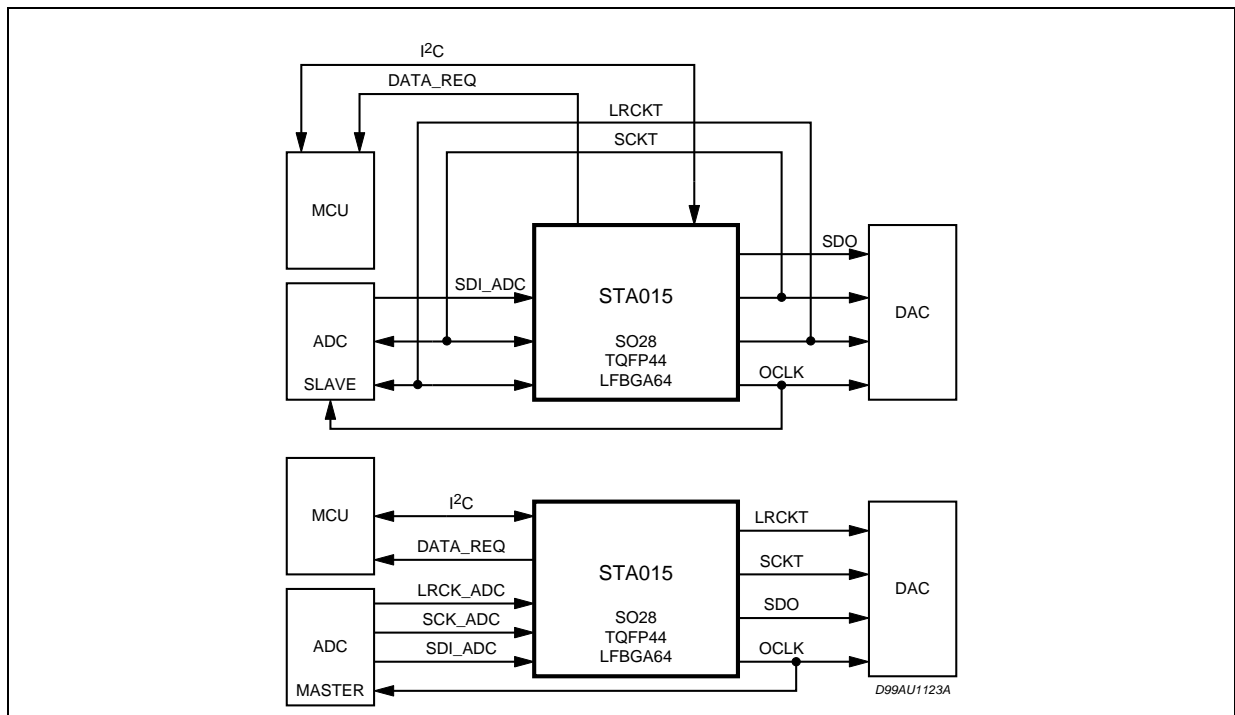 I²C
DATA_REQ
LRCKT
SCKT
MCU
SDO
SDI_ADC
STA015
ADC
DAC
SO28
TQFP44
LFBGA64
SLAVE
OCLK
MCU
I²C
LRCKT
DATA_REQ
STA015
SCKT
DAC
LRCK_ADC
SCK_ADC
SO28
SDO
TQFP44
ADC
SDI_ADC
LFBGA64
OCLK
MASTER
D99AU1123A